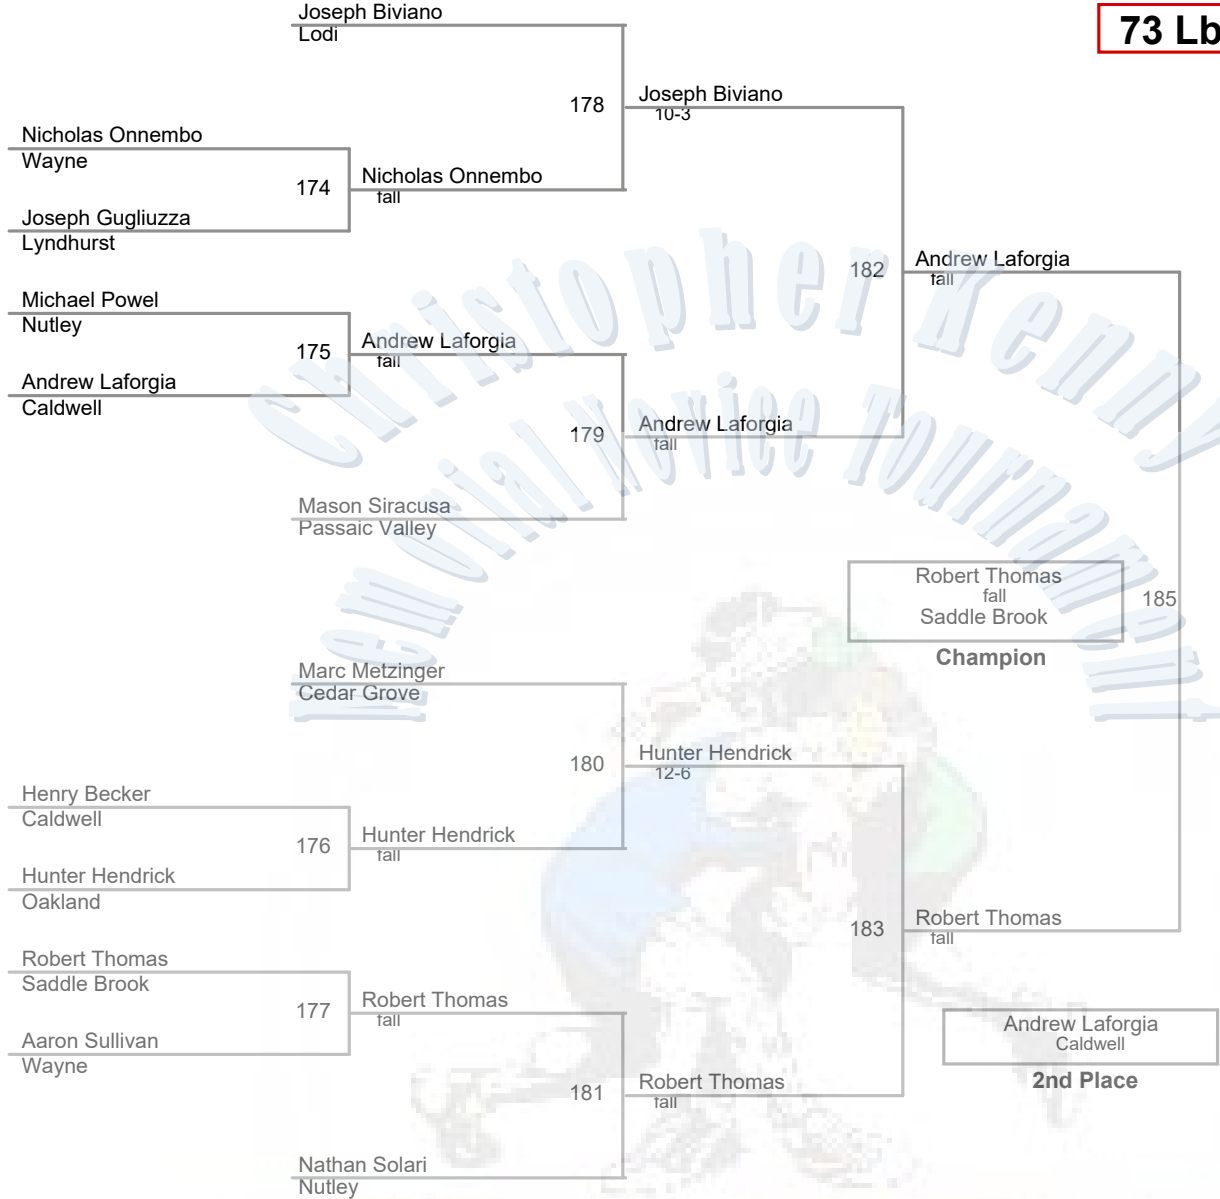 Joseph Biviano
Lodi
73 Lb
178
Joseph Biviano
10-3
Nicholas Onnembo
Wayne
174
Nicholas Onnembo
fall
Joseph Gugliuzza
Lyndhurst
Christopher Kenny
Memorial Novice Tournament
182
Andrew Laforgia
fall
Michael Powel
Nutley
175
Andrew Laforgia
fall
Andrew Laforgia
Caldwell
179
Andrew Laforgia
fall
Mason Siracusa
Passaic Valley
Robert Thomas
fall
Saddle Brook
185
Champion
Marc Metzinger
Cedar Grove
180
Hunter Hendrick
12-6
Henry Becker
Caldwell
176
Hunter Hendrick
fall
Hunter Hendrick
Oakland
183
Robert Thomas
fall
Robert Thomas
Saddle Brook
177
Robert Thomas
fall
Aaron Sullivan
Wayne
Andrew Laforgia
Caldwell
2nd Place
181
Robert Thomas
fall
Nathan Solari
Nutley